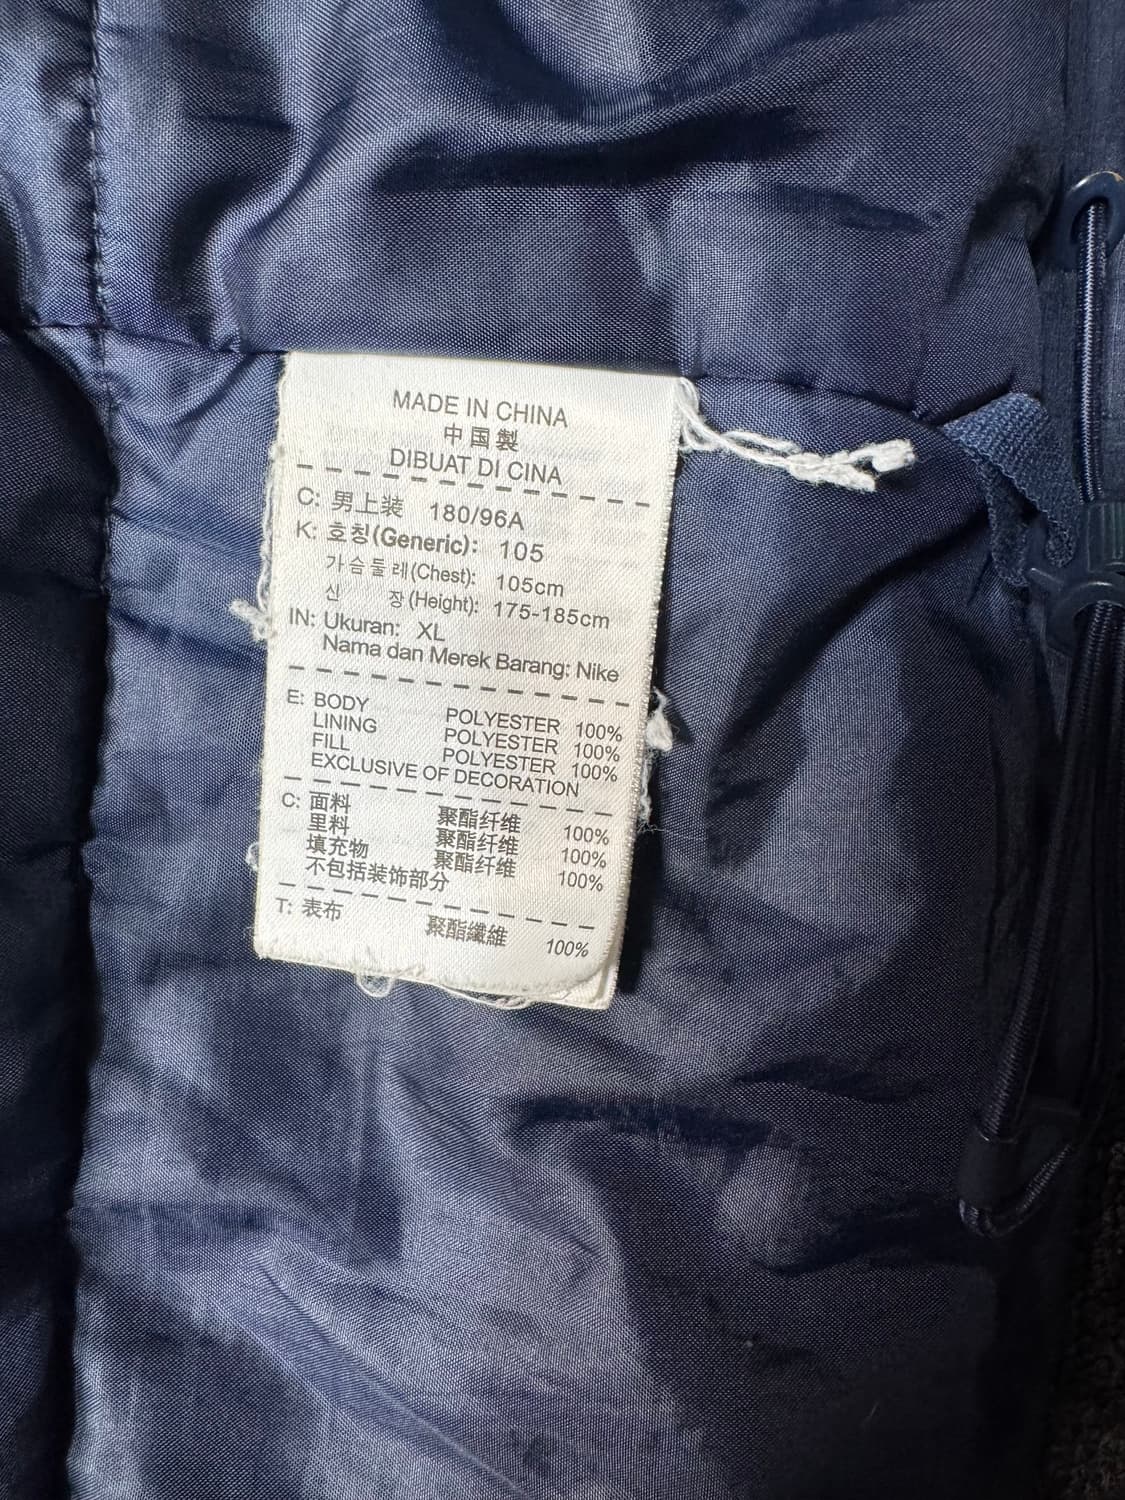 MADE IN CHINA
中国製
DIBUAT DI CINA
C: 男上装 180/96A
K: 호칭(Generic): 105
가슴둘레(Chest): 105cm
신 장(Height): 175-185cm
IN: Ukuran: XL
Nama dan Merek Barang: Nike
E: BODY POLYESTER 100%
LINING POLYESTER 100%
FILL POLYESTER 100%
EXCLUSIVE OF DECORATION
C: 面料 聚酯纤维 100%
里料 聚酯纤维 100%
填充物 聚酯纤维 100%
不包括装饰部分
T: 表布 聚酯纖維 100%